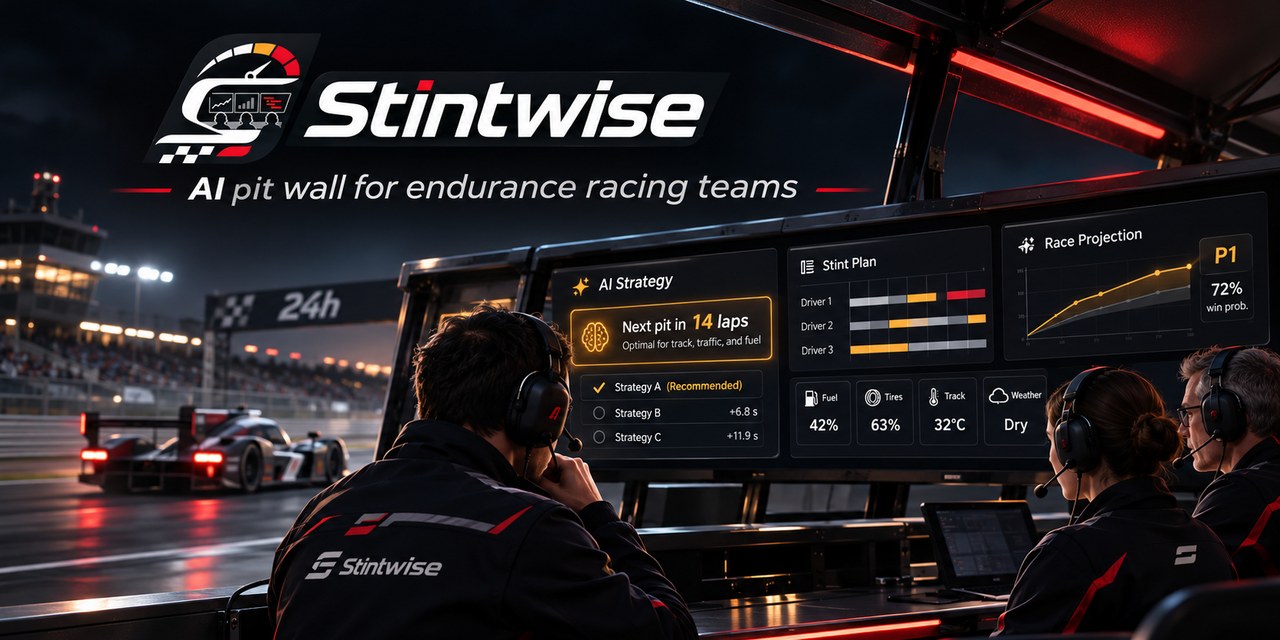 Stintwise
AI pit wall for endurance racing teams
24h
AI Strategy
Next pit in 14 laps
Optimal for track, traffic, and fuel
Strategy A (Recommended)
Strategy B +6.8 s
Strategy C +11.9 s
Stint Plan
Driver 1
Driver 2
Driver 3
Fuel
42%
Tires
63%
Track
32°C
Weather
Dry
Race Projection
P1
72%
win prob.
Stintwise